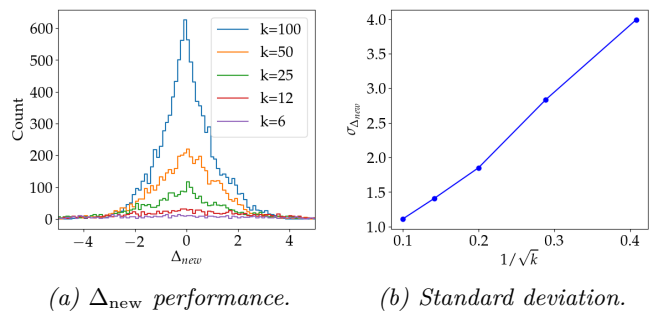 600
500
400
300
200
100
0
Count
−4 −2 0 2 4
Δnew
k=100
k=50
k=25
k=12
k=6
(a) Δnew performance.
4.0
3.5
3.0
2.5
2.0
1.5
1.0
σΔnew
0.1 0.2 0.3 0.4
1/√k
(b) Standard deviation.